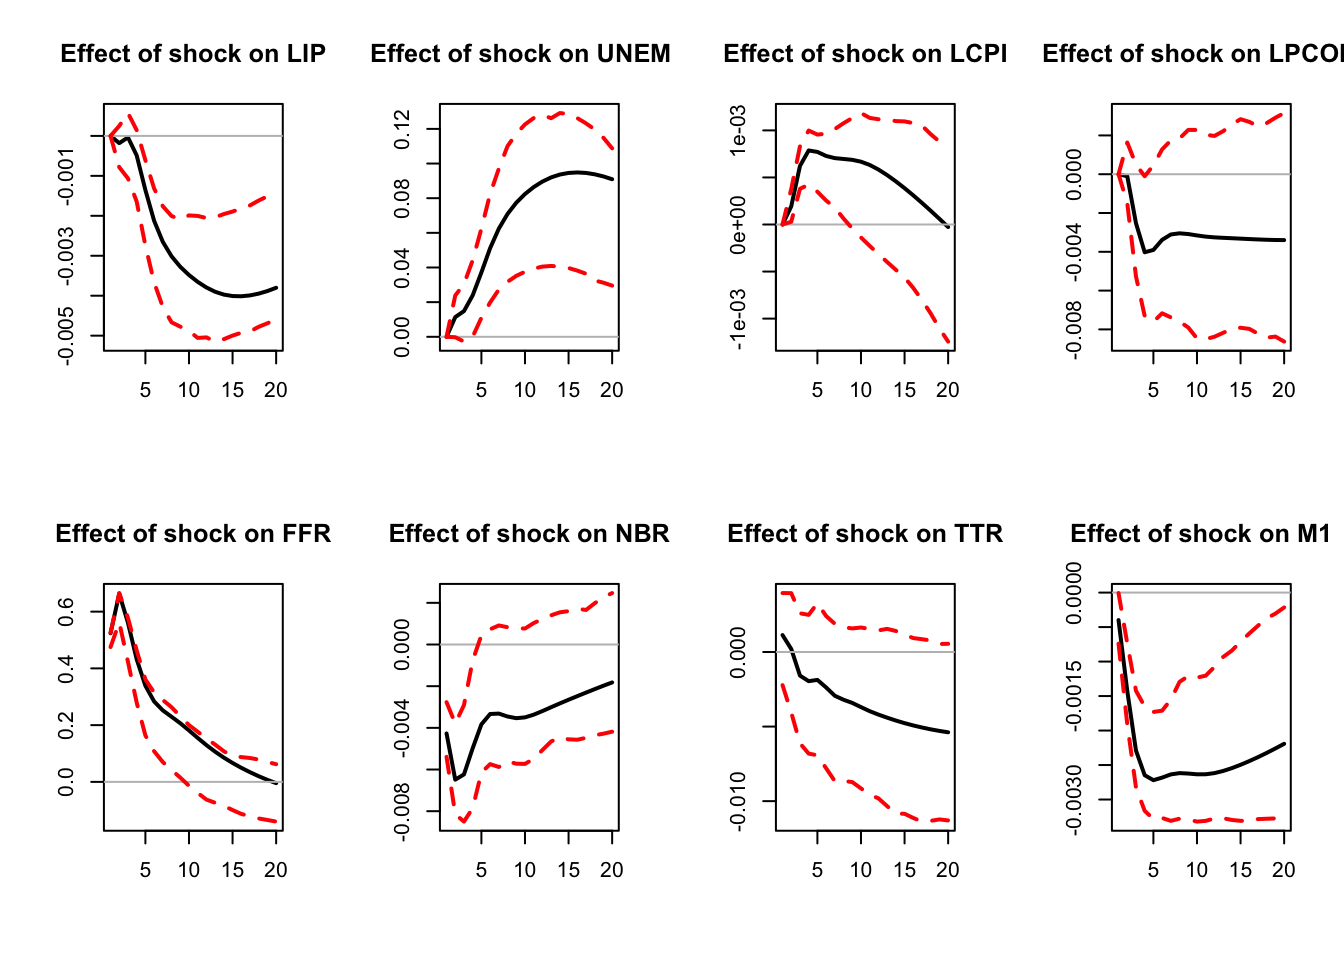 Effect of shock on LIP
-0.001
-0.003
-0.005
5 10 15 20
Effect of shock on UNEM
0.12
0.08
0.04
0.00
5 10 15 20
Effect of shock on LCPI
1e-03
0e+00
-1e-03
5 10 15 20
Effect of shock on LPCO
0.000
-0.004
-0.008
5 10 15 20
Effect of shock on FFR
0.6
0.4
0.2
0.0
5 10 15 20
Effect of shock on NBR
0.000
-0.004
-0.008
5 10 15 20
Effect of shock on TTR
0.000
-0.010
5 10 15 20
Effect of shock on M1
0.0000
-0.0015
-0.0030
5 10 15 20